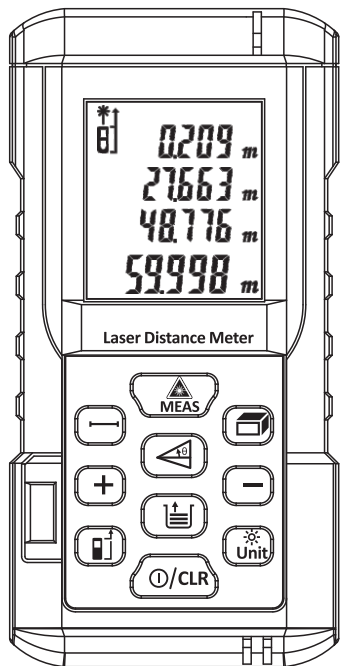 0.209 m
27.663 m
48.776 m
59.998 m
Laser Distance Meter
MEAS
θ
+
−
Unit
/CLR